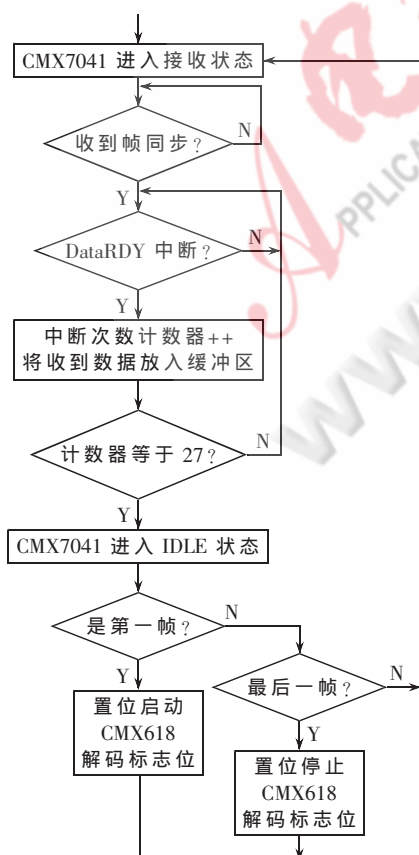 CMX7041 进入接收状态
收到帧同步？
N
Y
DataRDY 中断？
N
Y
中断次数计数器++
将收到数据放入缓冲区
计数器等于 27？
N
Y
CMX7041 进入 IDLE 状态
是第一帧？
N
Y
最后一帧？
N
置位启动
CMX618
解码标志位
Y
置位停止
CMX618
解码标志位
APPLICA
WWW